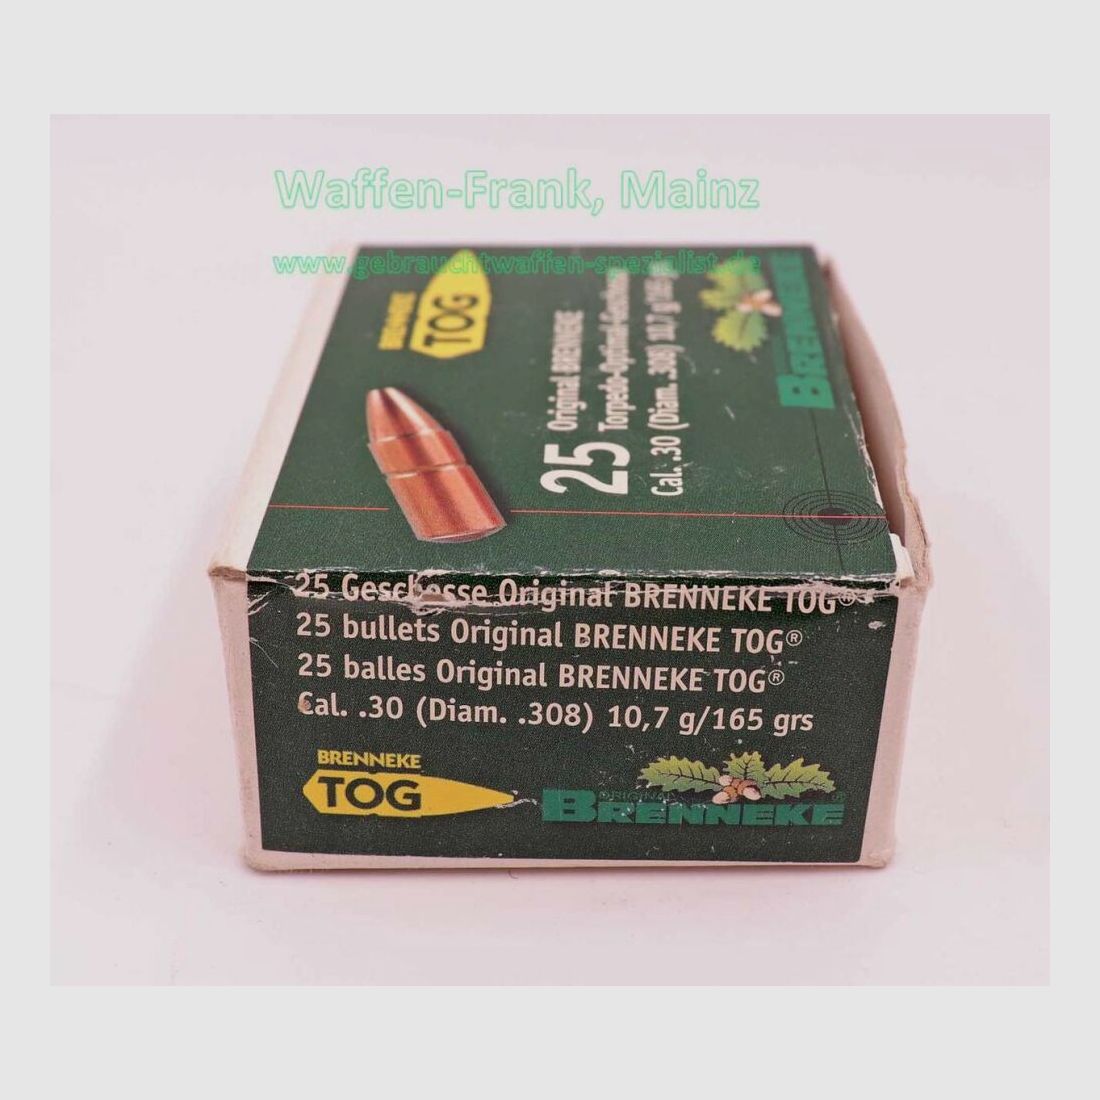 Waffen-Frank, Mainz
www.gebrauchtwaffen-spezialist.de
BRENNEKE
TOG
25
Original BRENNEKE
Torpedo-Optimal-Geschosse
Cal. .30 (Diam. .308) 10,7 g/165 g
BRENNEKE
25 Geschosse Original BRENNEKE TOG®
25 bullets Original BRENNEKE TOG®
25 balles Original BRENNEKE TOG®
Cal. .30 (Diam. .308) 10,7 g/165 grs
BRENNEKE
TOG
ORIGINAL
BRENNEKE®